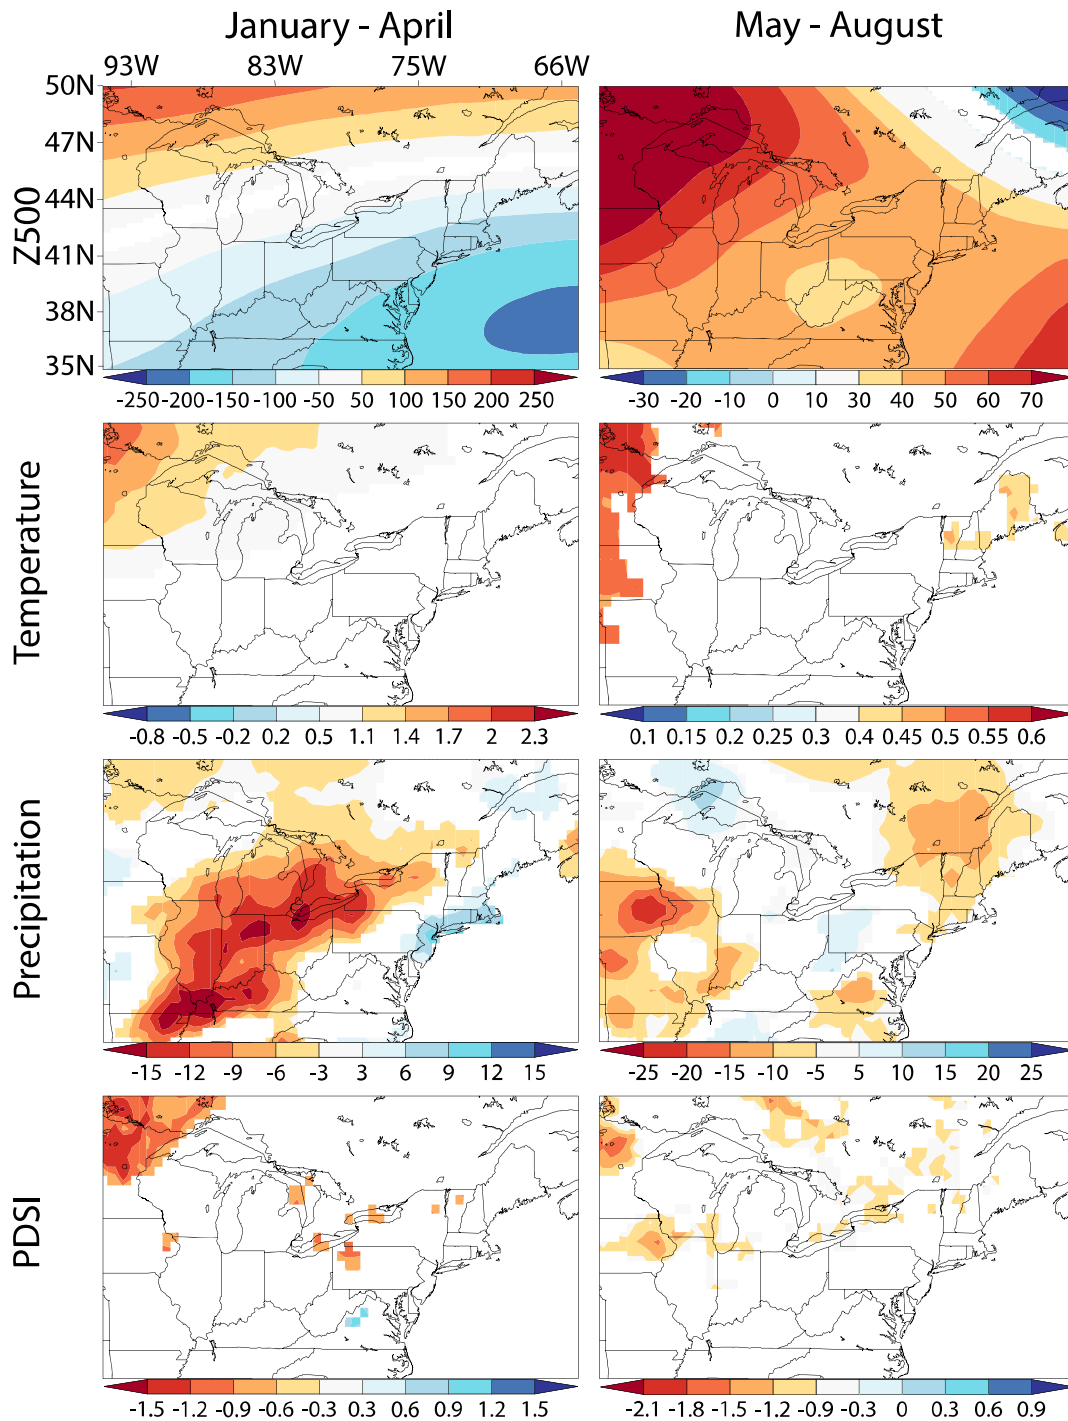 January - April
May - August
93W 83W 75W 66W
50N
47N
44N
41N
38N
35N
Z500
-250 -200 -150 -100 -50 50 100 150 200 250
-30 -20 -10 0 10 30 40 50 60 70
Temperature
-0.8 -0.5 -0.2 0.2 0.5 1.1 1.4 1.7 2 2.3
0.1 0.15 0.2 0.25 0.3 0.4 0.45 0.5 0.55 0.6
Precipitation
-15 -12 -9 -6 -3 3 6 9 12 15
-25 -20 -15 -10 -5 5 10 15 20 25
PDSI
-1.5 -1.2 -0.9 -0.6 -0.3 0.3 0.6 0.9 1.2 1.5
-2.1 -1.8 -1.5 -1.2 -0.9 -0.3 0 0.3 0.6 0.9